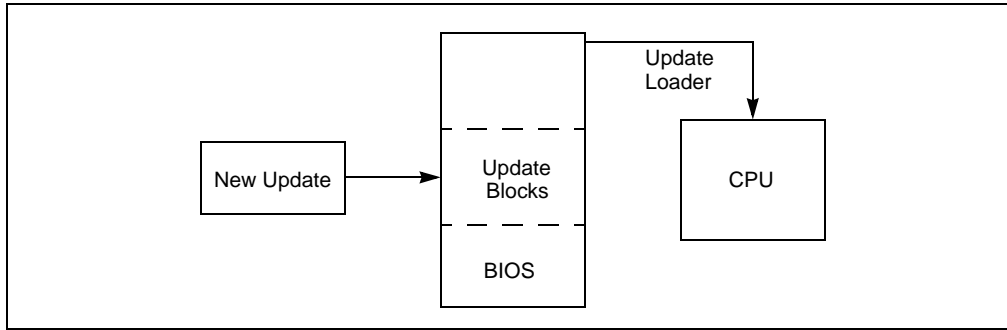 Update
Loader
New Update
Update
Blocks
CPU
BIOS